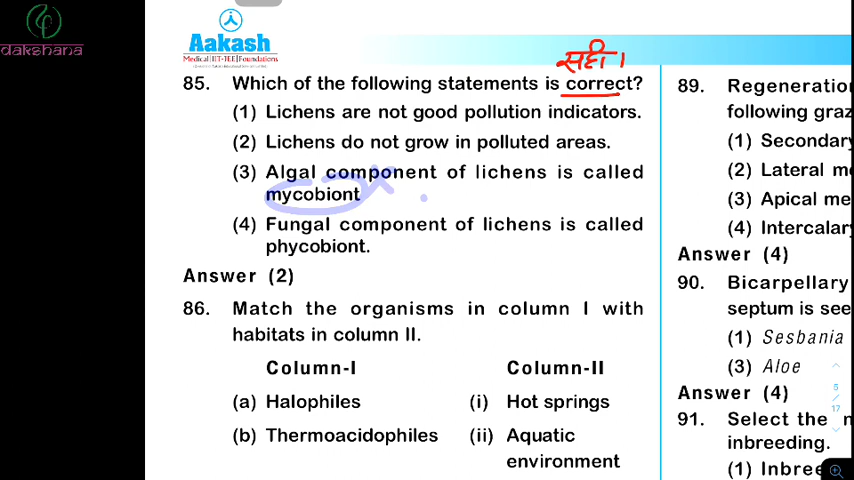 dakshana
Aakash
Medical|IIT-JEE|Foundations
सही।
85. Which of the following statements is correct?
(1) Lichens are not good pollution indicators.
(2) Lichens do not grow in polluted areas.
(3) Algal component of lichens is called
mycobiont
(4) Fungal component of lichens is called
phycobiont.
Answer (2)
86. Match the organisms in column I with
habitats in column II.
Column-I Column-II
(a) Halophiles (i) Hot springs
(b) Thermoacidophiles (ii) Aquatic
environment
89. Regeneration
following graz
(1) Secondary
(2) Lateral me
(3) Apical me
(4) Intercalary
Answer (4)
90. Bicarpellary
septum is see
(1) Sesbania
(3) Aloe
Answer (4)
91. Select the n
inbreeding.
(1) Inbree
5
/
17